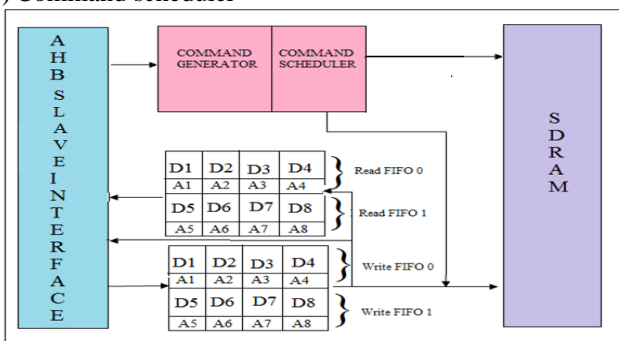 ) Command scheduler
AHB SLAVE INTERFACE
COMMAND GENERATOR
COMMAND SCHEDULER
SDRAM
D1 D2 D3 D4
A1 A2 A3 A4
Read FIFO 0
D5 D6 D7 D8
A5 A6 A7 A8
Read FIFO 1
D1 D2 D3 D4
A1 A2 A3 A4
Write FIFO 0
D5 D6 D7 D8
A5 A6 A7 A8
Write FIFO 1